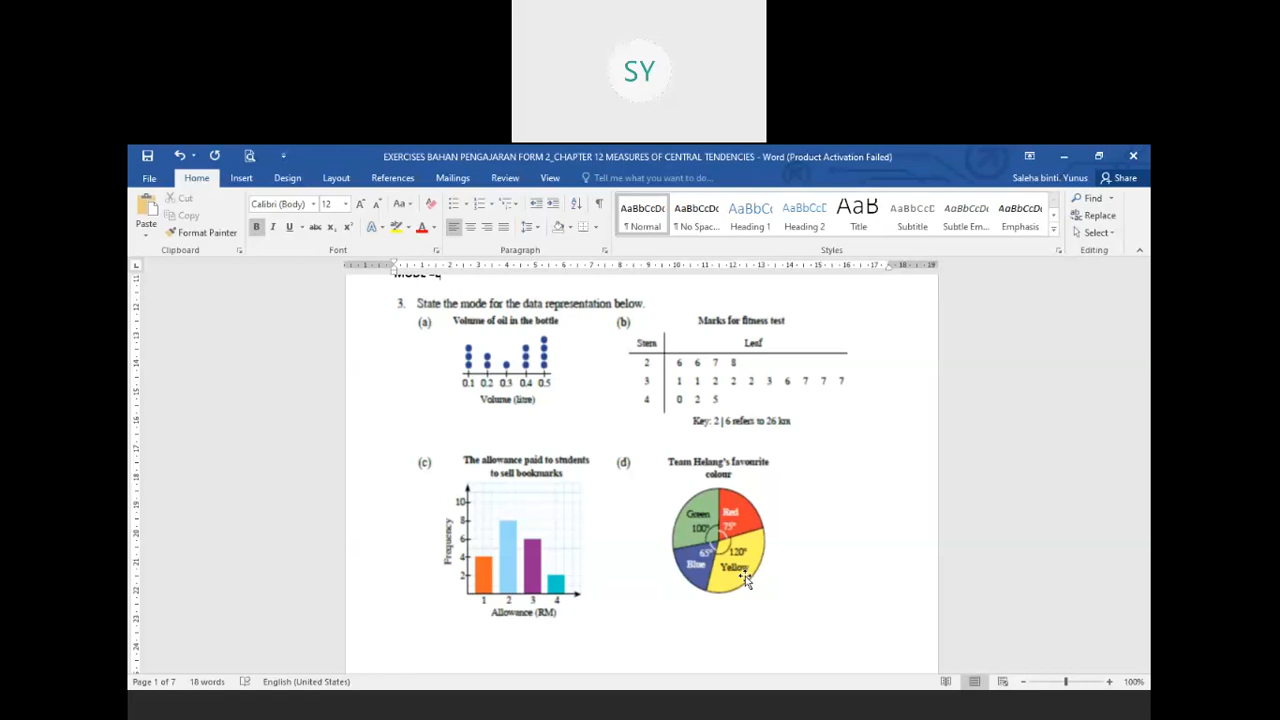 SY
EXERCISES BAHAN PENGAJARAN FORM 2_CHAPTER 12 MEASURES OF CENTRAL TENDENCIES - Word (Product Activation Failed)
File Home Insert Design Layout References Mailings Review View Tell me what you want to do... Saleha binti. Yunus Share
Paste Cut Copy Format Painter
Calibri (Body) 12
AaBbCcDc AaBbCcDc AaBbCc AaBbCc AaB AaBbCcD AaBbCcDt AaBbCcDt
¶ Normal ¶ No Spac... Heading 1 Heading 2 Title Subtitle Subtle Em... Emphasis
Find Replace Select
Clipboard Font Paragraph Styles Editing
3. State the mode for the data representation below.
(a) Volume of oil in the bottle
0.1 0.2 0.3 0.4 0.5
Volume (litre)
(b) Marks for fitness test
Stem Leaf
2 6 6 7 8
3 1 1 2 2 2 3 6 7 7 7
4 0 2 5
Key: 2 | 6 refers to 26 km
(c) The allowance paid to students
to sell bookmarks
Frequency
10
8
6
4
2
1 2 3 4
Allowance (RM)
(d) Team Helang's favourite
colour
Green 100°
Red 75°
65° Blue
120° Yellow
Page 1 of 7 18 words English (United States) 100%